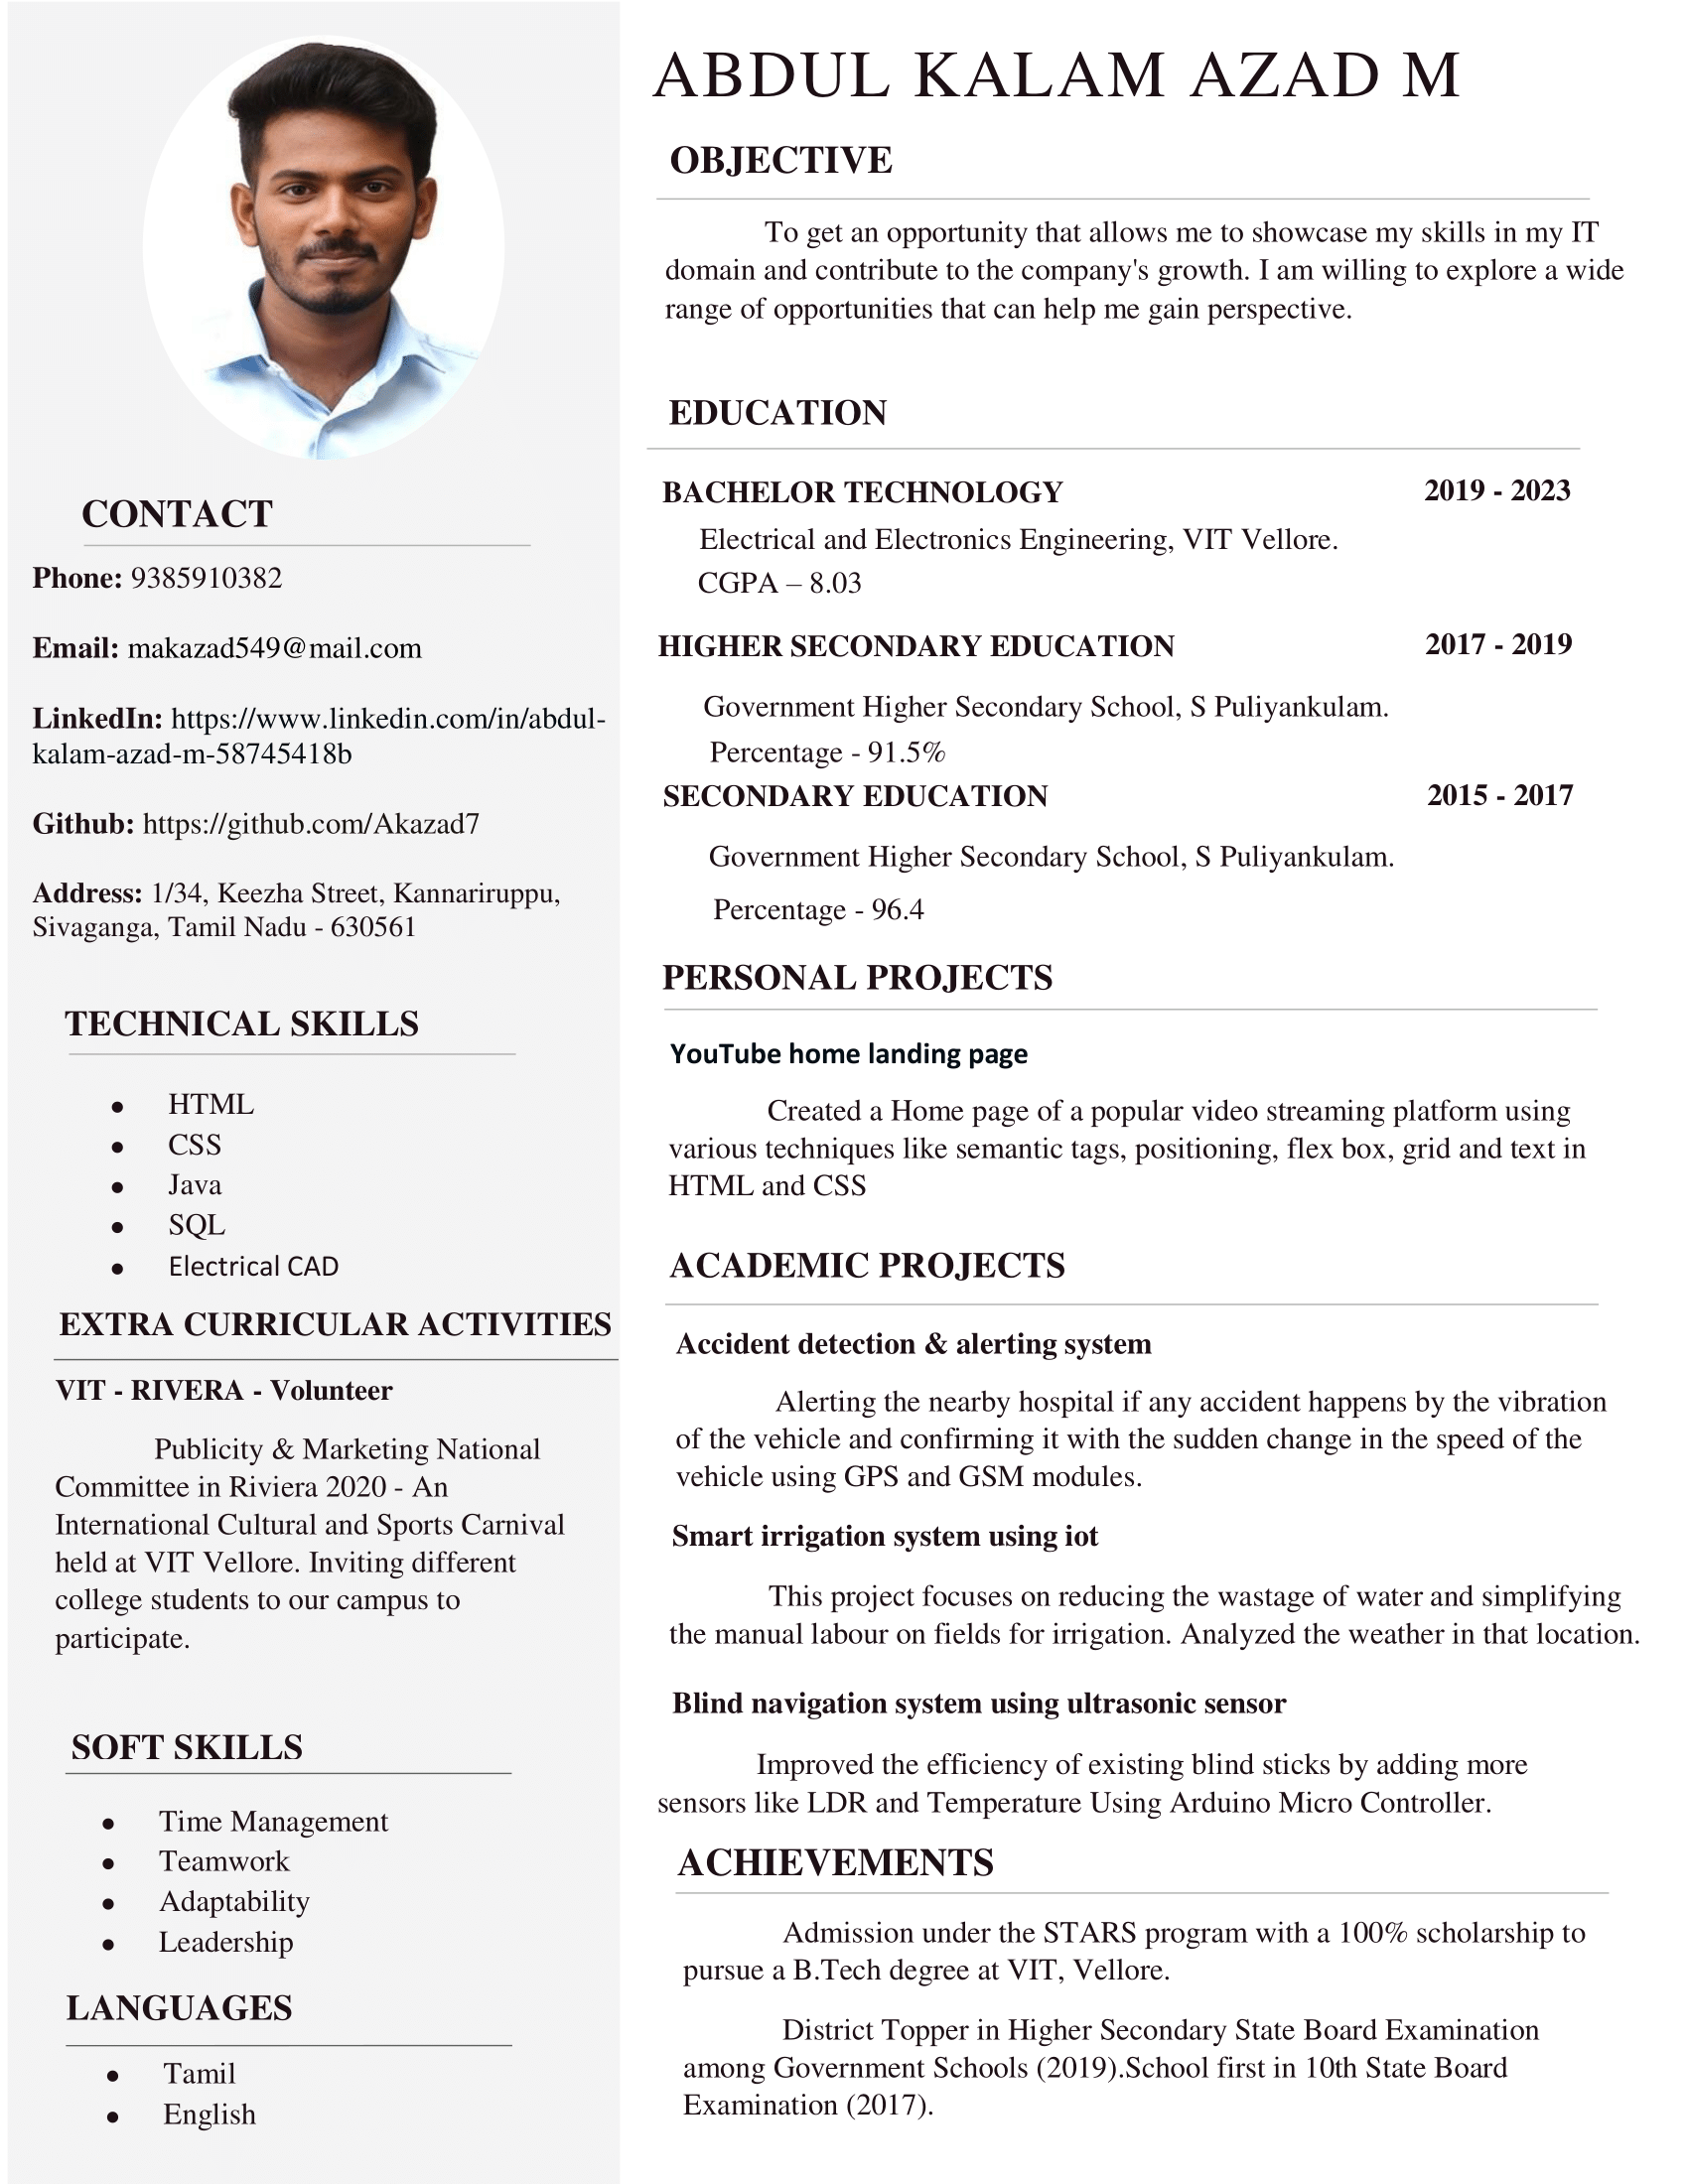 ABDUL KALAM AZAD M
CONTACT
Phone: 9385910382
Email: makazad549@mail.com
LinkedIn: https://www.linkedin.com/in/abdul-
kalam-azad-m-58745418b
Github: https://github.com/Akazad7
Address: 1/34, Keezha Street, Kannariruppu,
Sivaganga, Tamil Nadu - 630561
TECHNICAL SKILLS
● HTML
● CSS
● Java
● SQL
● Electrical CAD
EXTRA CURRICULAR ACTIVITIES
VIT - RIVERA - Volunteer
Publicity & Marketing National
Committee in Riviera 2020 - An
International Cultural and Sports Carnival
held at VIT Vellore. Inviting different
college students to our campus to
participate.
SOFT SKILLS
● Time Management
● Teamwork
● Adaptability
● Leadership
LANGUAGES
● Tamil
● English
OBJECTIVE
To get an opportunity that allows me to showcase my skills in my IT
domain and contribute to the company's growth. I am willing to explore a wide
range of opportunities that can help me gain perspective.
EDUCATION
BACHELOR TECHNOLOGY 2019 - 2023
Electrical and Electronics Engineering, VIT Vellore.
CGPA – 8.03
HIGHER SECONDARY EDUCATION 2017 - 2019
Government Higher Secondary School, S Puliyankulam.
Percentage - 91.5%
SECONDARY EDUCATION 2015 - 2017
Government Higher Secondary School, S Puliyankulam.
Percentage - 96.4
PERSONAL PROJECTS
YouTube home landing page
Created a Home page of a popular video streaming platform using
various techniques like semantic tags, positioning, flex box, grid and text in
HTML and CSS
ACADEMIC PROJECTS
Accident detection & alerting system
Alerting the nearby hospital if any accident happens by the vibration
of the vehicle and confirming it with the sudden change in the speed of the
vehicle using GPS and GSM modules.
Smart irrigation system using iot
This project focuses on reducing the wastage of water and simplifying
the manual labour on fields for irrigation. Analyzed the weather in that location.
Blind navigation system using ultrasonic sensor
Improved the efficiency of existing blind sticks by adding more
sensors like LDR and Temperature Using Arduino Micro Controller.
ACHIEVEMENTS
Admission under the STARS program with a 100% scholarship to
pursue a B.Tech degree at VIT, Vellore.
District Topper in Higher Secondary State Board Examination
among Government Schools (2019).School first in 10th State Board
Examination (2017).